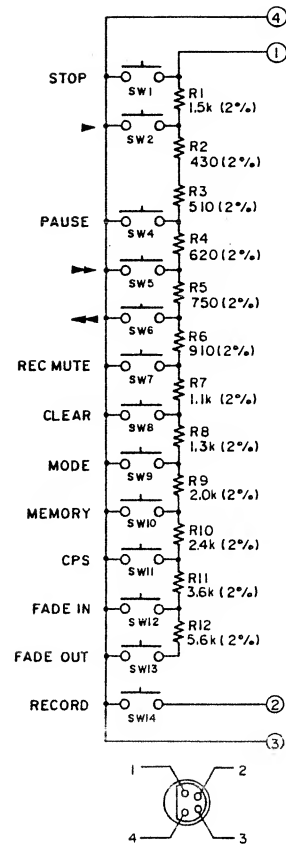 4
1
STOP
SW1
R1
1.5k (2%)
SW2
R2
430 (2%)
R3
510 (2%)
PAUSE
SW4
R4
620 (2%)
SW5
R5
750 (2%)
SW6
R6
910 (2%)
REC MUTE
SW7
R7
1.1k (2%)
CLEAR
SW8
R8
1.3k (2%)
MODE
SW9
R9
2.0k (2%)
MEMORY
SW10
R10
2.4k (2%)
CPS
SW11
R11
3.6k (2%)
FADE IN
SW12
R12
5.6k (2%)
FADE OUT
SW13
RECORD
SW14
2
3
1 2
4 3